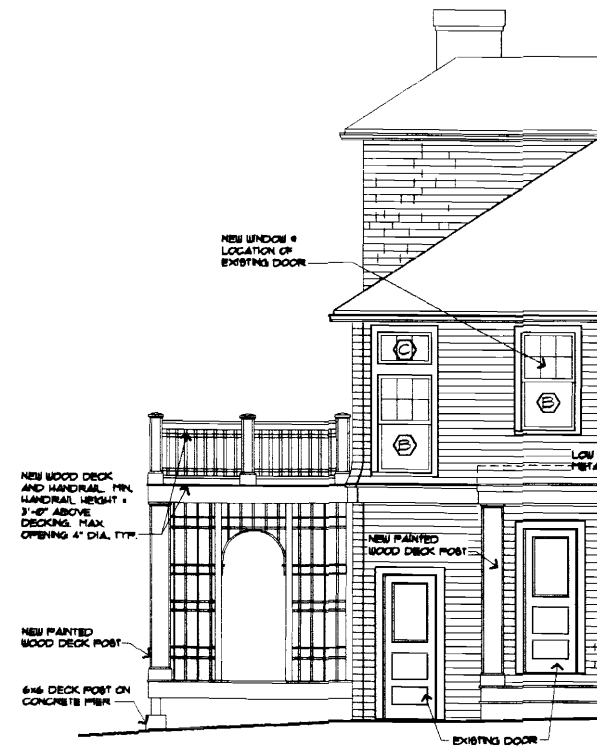 NEW WINDOW @
LOCATION OF
EXISTING DOOR
C
B
B
LOW
META
NEW WOOD DECK
AND HANDRAIL. MIN.
HANDRAIL HEIGHT =
3'-0" ABOVE
DECKING. MAX
OPENING 4" DIA. TYP.
NEW PAINTED
WOOD DECK POST
NEW PAINTED
WOOD DECK POST
6x6 DECK POST ON
CONCRETE PIER
EXISTING DOOR